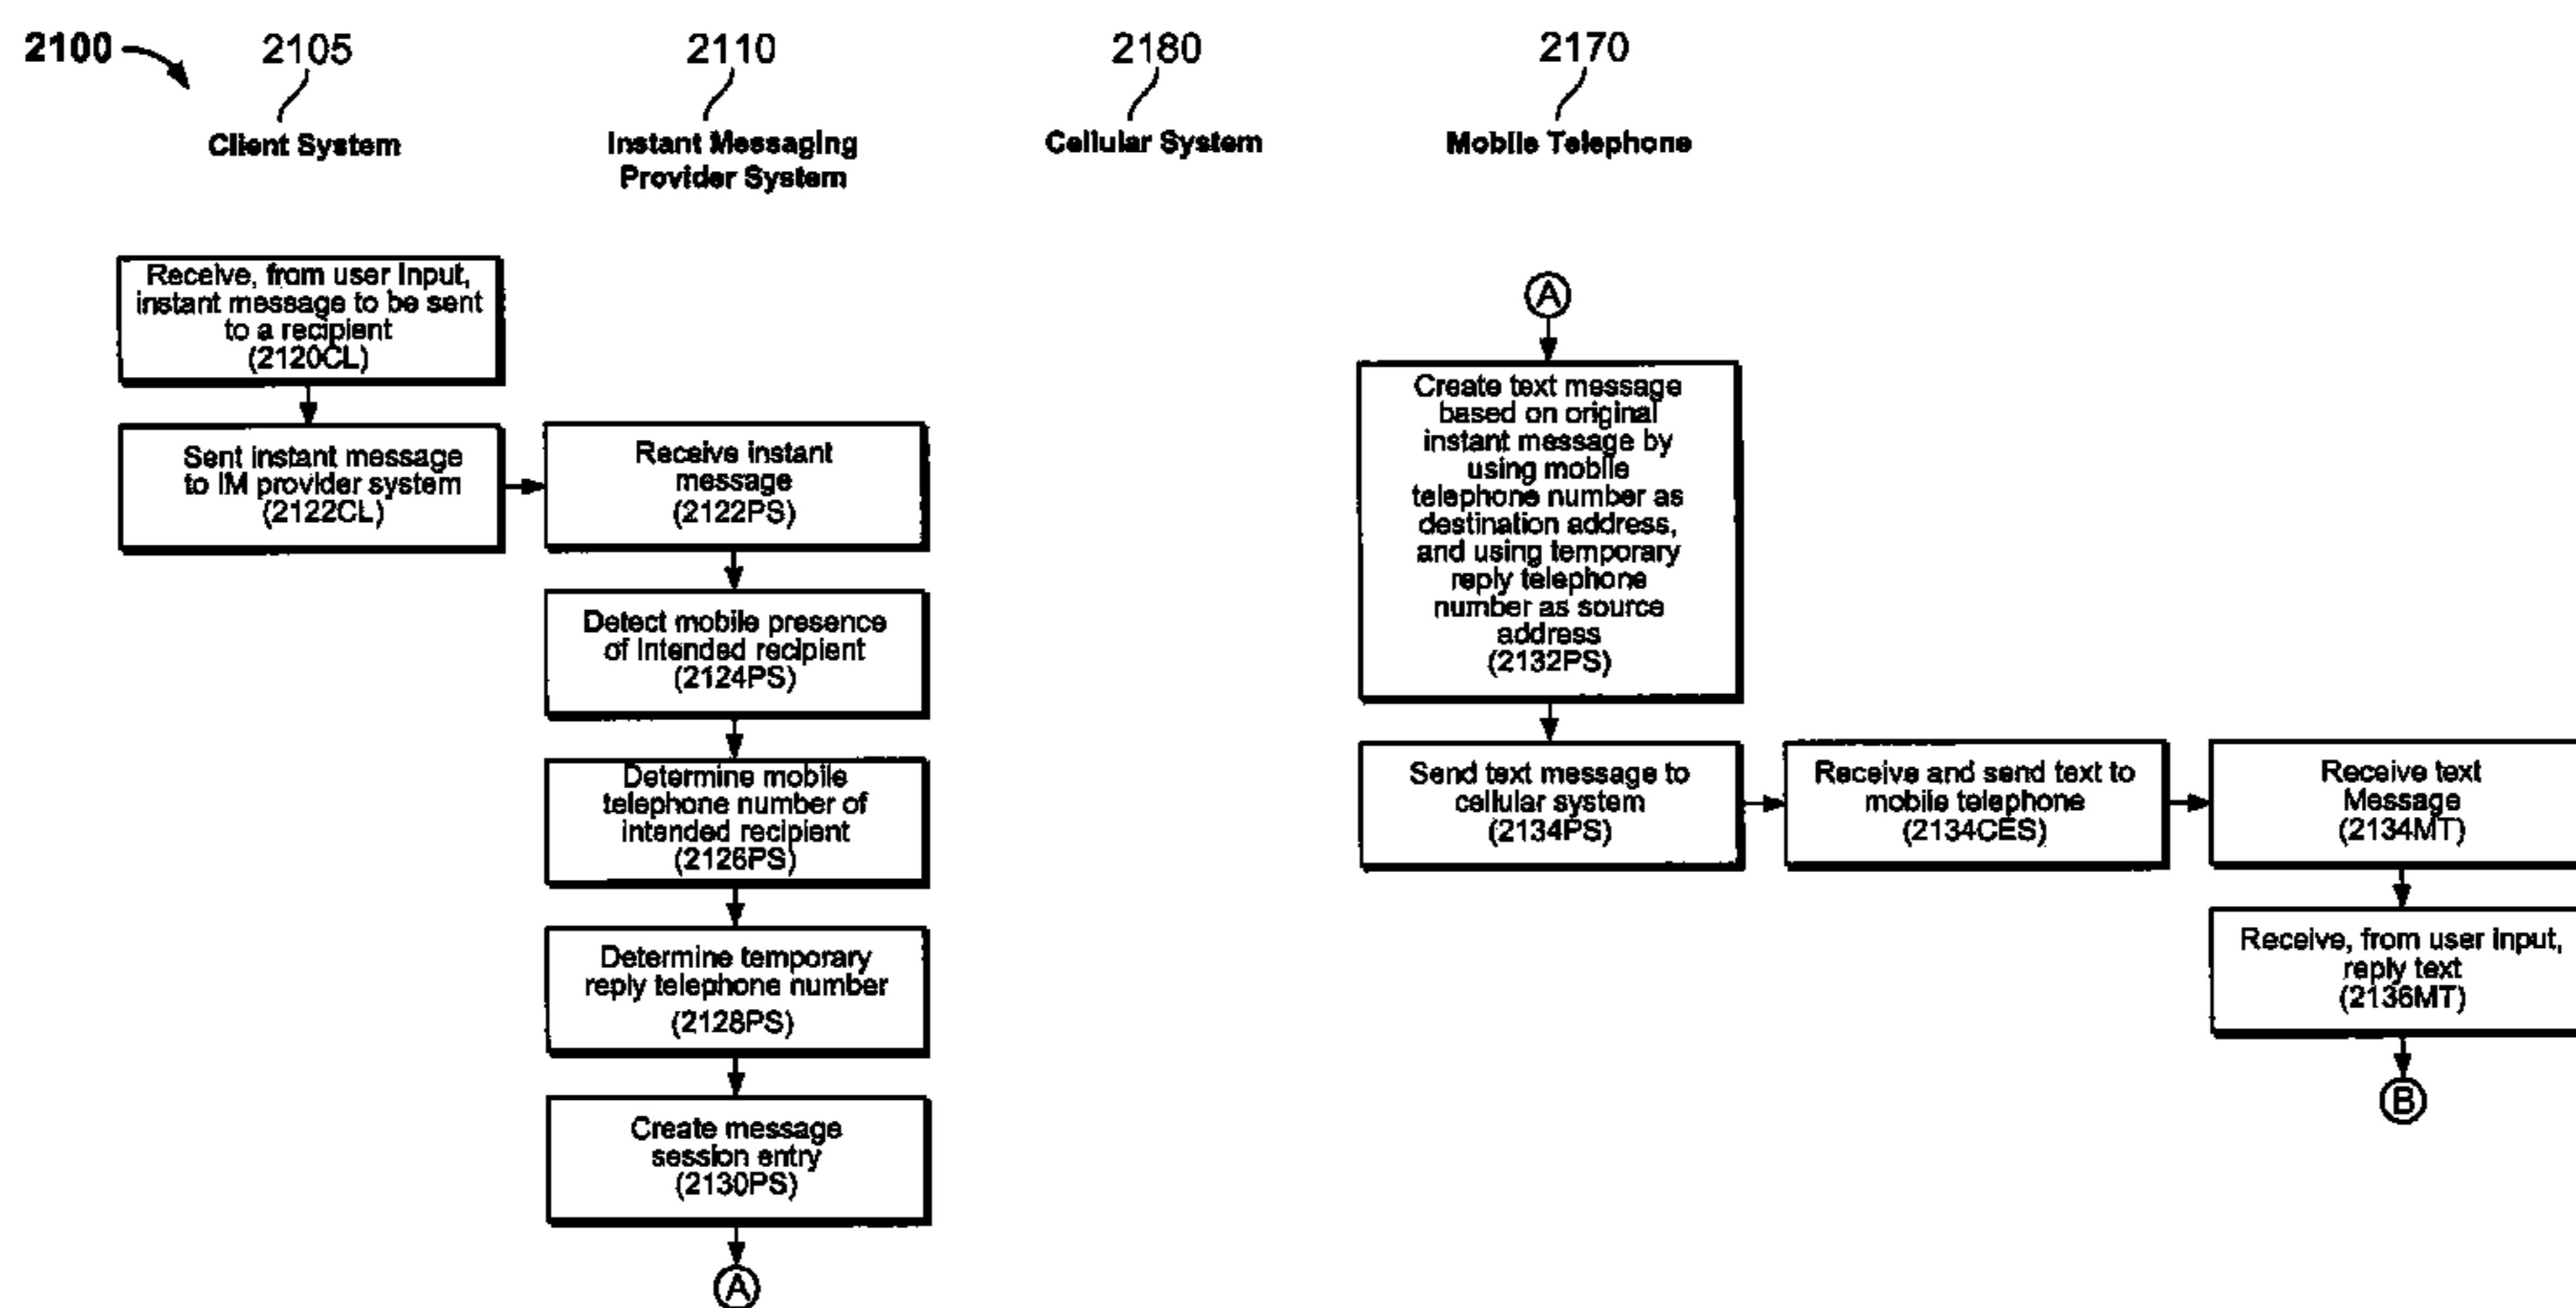 2100
2105
2110
2180
2170
Client System
Instant Messaging
Provider System
Cellular System
Mobile Telephone
Receive, from user input,
instant message to be sent
to a recipient
(2120CL)
Sent instant message
to IM provider system
(2122CL)
Receive instant
message
(2122PS)
Detect mobile presence
of intended recipient
(2124PS)
Determine mobile
telephone number of
intended recipient
(2126PS)
Determine temporary
reply telephone number
(2128PS)
Create message
session entry
(2130PS)
A
A
Create text message
based on original
instant message by
using mobile
telephone number as
destination address,
and using temporary
reply telephone
number as source
address
(2132PS)
Send text message to
cellular system
(2134PS)
Receive and send text to
mobile telephone
(2134CES)
Receive text
Message
(2134MT)
Receive, from user input,
reply text
(2136MT)
B